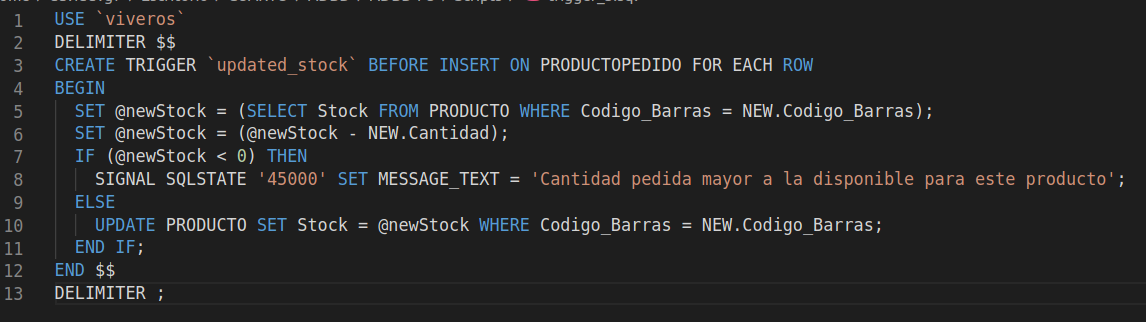 1 USE `viveros`
2 DELIMITER $$
3 CREATE TRIGGER `updated_stock` BEFORE INSERT ON PRODUCTOPEDIDO FOR EACH ROW
4 BEGIN
5 SET @newStock = (SELECT Stock FROM PRODUCTO WHERE Codigo_Barras = NEW.Codigo_Barras);
6 SET @newStock = (@newStock - NEW.Cantidad);
7 IF (@newStock < 0) THEN
8 SIGNAL SQLSTATE '45000' SET MESSAGE_TEXT = 'Cantidad pedida mayor a la disponible para este producto';
9 ELSE
10 UPDATE PRODUCTO SET Stock = @newStock WHERE Codigo_Barras = NEW.Codigo_Barras;
11 END IF;
12 END $$
13 DELIMITER ;